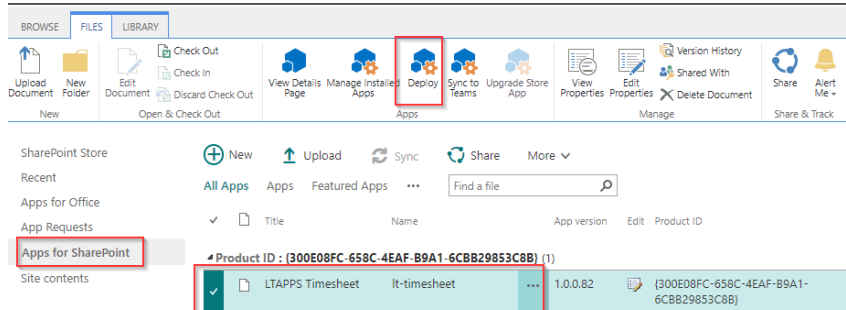 BROWSE FILES LIBRARY
Check Out
Check In
Discard Check Out
Version History
Shared With
Delete Document
Upload Document
New Folder
Edit Document
View Details Page
Manage Installed Apps
Deploy
Sync to Teams
Upgrade Store App
View Properties
Edit Properties
Share
Alert Me
New
Open & Check Out
Apps
Manage
Share & Track
SharePoint Store
Recent
Apps for Office
App Requests
Apps for SharePoint
Site contents
New Upload Sync Share More
All Apps Apps Featured Apps ••• Find a file
Title Name App version Edit Product ID
Product ID : {300E08FC-658C-4EAF-B9A1-6CBB29853C8B} (1)
LTAPPS Timesheet lt-timesheet ... 1.0.0.82 {300E08FC-658C-4EAF-B9A1-
6CBB29853C8B}